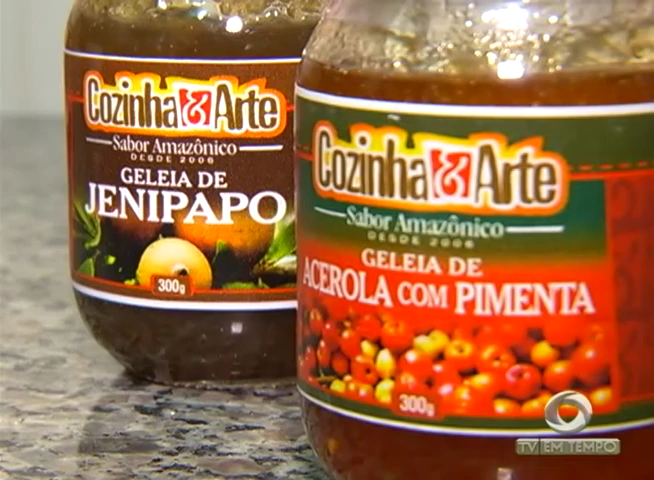 Cozinha & Arte
Sabor Amazônico
DESDE 2006
GELEIA DE
JENIPAPO
300g
Cozinha & Arte
Sabor Amazônico
DESDE 2006
GELEIA DE
ACEROLA COM PIMENTA
300g
TV EM TEMPO